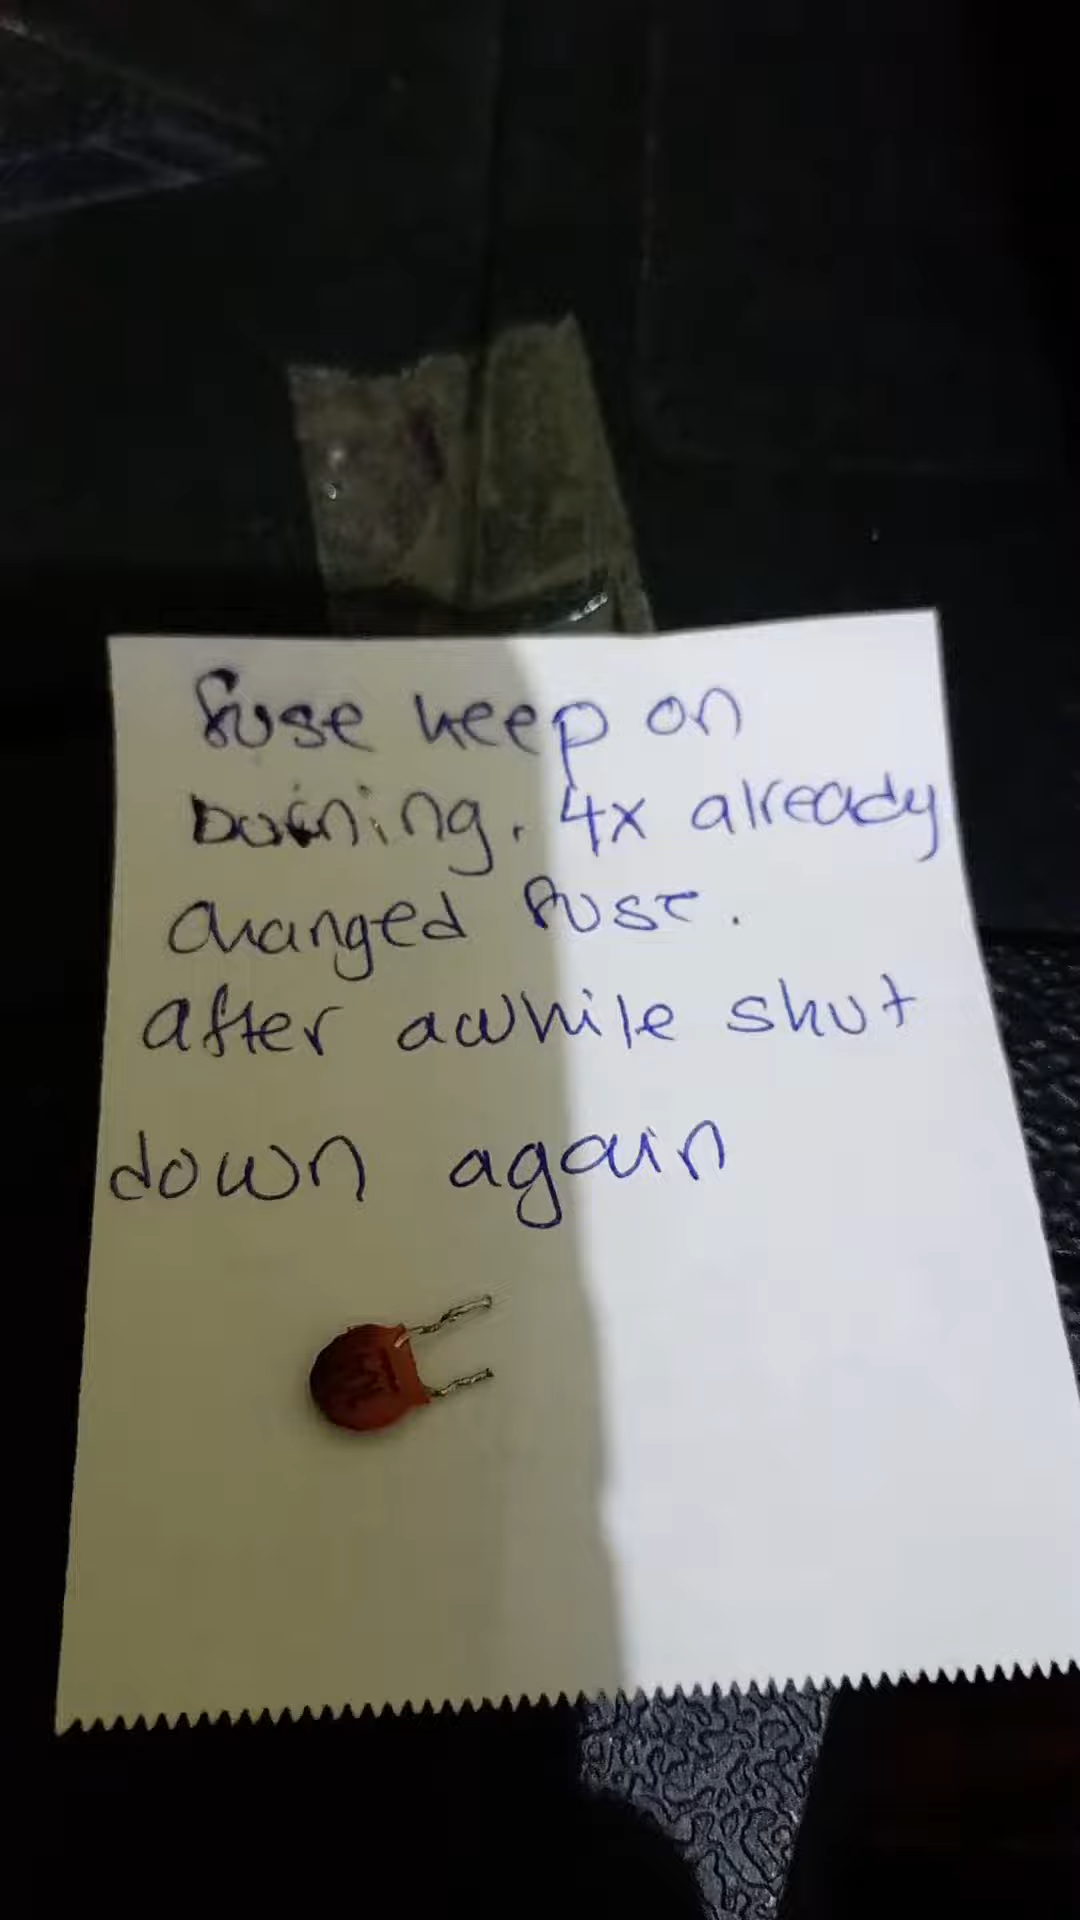 fuse keep on
burning. 4x already
changed fuse.
after awhile shut
down again